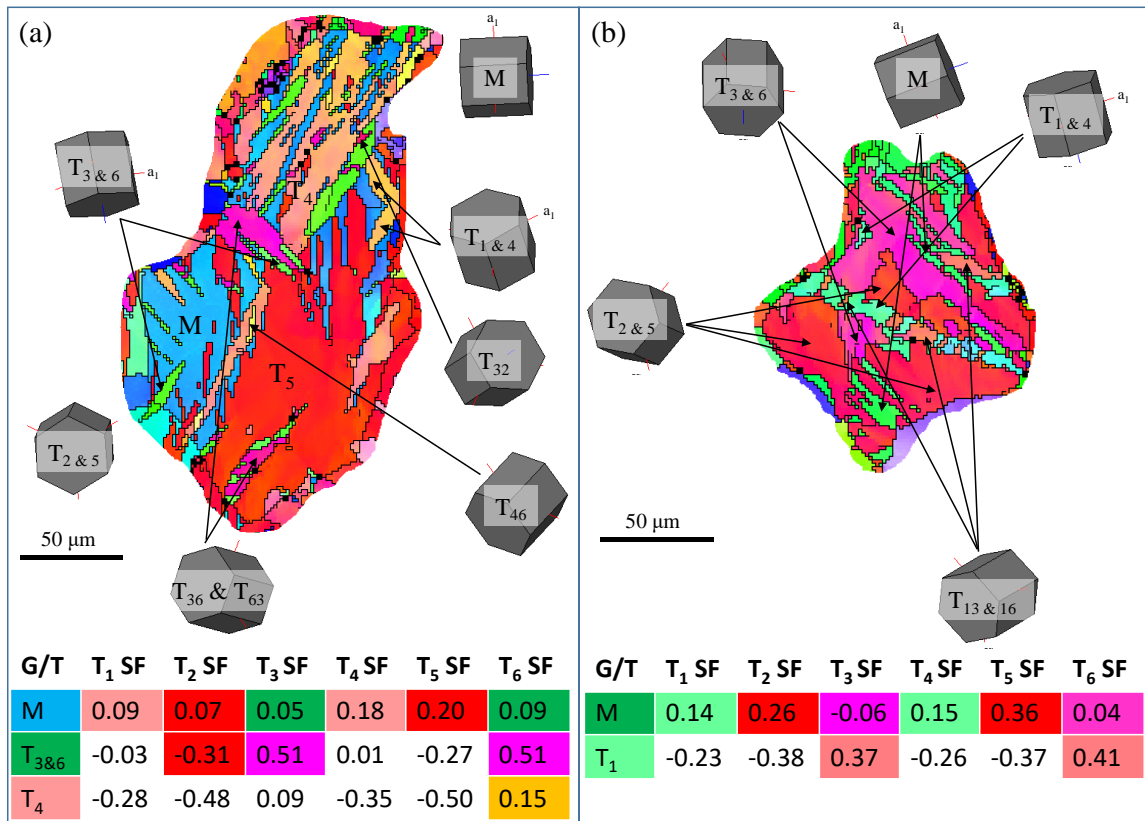 (a)
M
T3 & 6
a1
T4
T1 & 4
a1
M
T5
T32
T2 & 5
T46
50 μm
T36 & T63
G/T T1 SF T2 SF T3 SF T4 SF T5 SF T6 SF
M 0.09 0.07 0.05 0.18 0.20 0.09
T3&6 -0.03 -0.31 0.51 0.01 -0.27 0.51
T4 -0.28 -0.48 0.09 -0.35 -0.50 0.15
(b)
a1
T3 & 6
M
T1 & 4
a1
T2 & 5
50 μm
T13 & 16
G/T T1 SF T2 SF T3 SF T4 SF T5 SF T6 SF
M 0.14 0.26 -0.06 0.15 0.36 0.04
T1 -0.23 -0.38 0.37 -0.26 -0.37 0.41